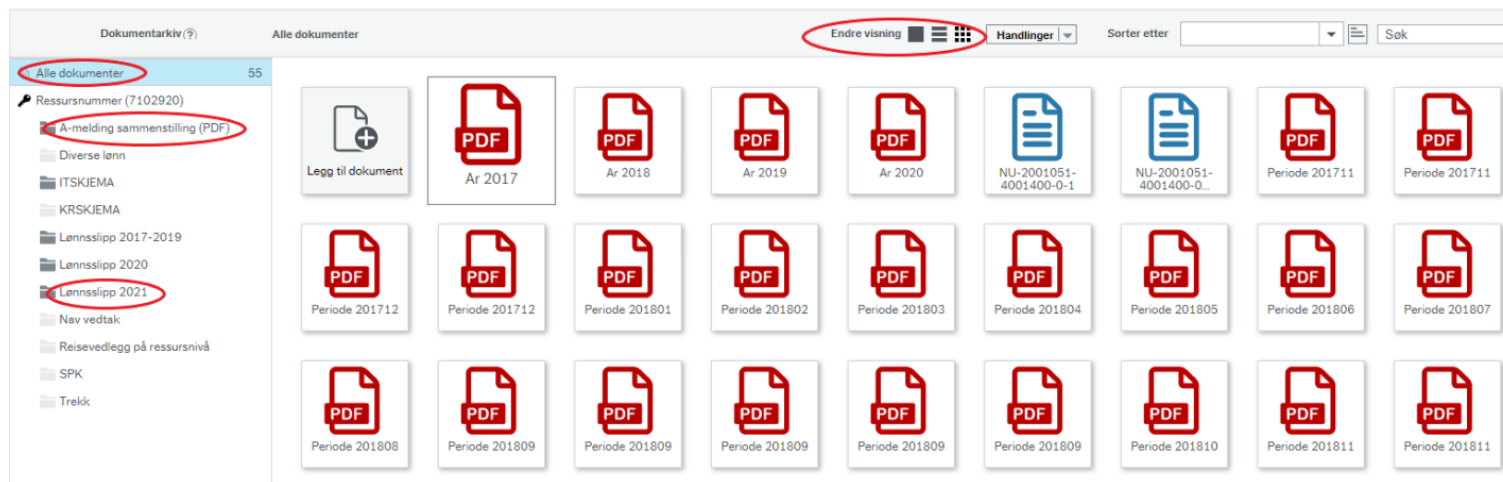 Dokumentarkiv (?)
Alle dokumenter
Endre visning
Handlinger
Sorter etter
Søk
Alle dokumenter 55
Ressursnummer (7102920)
A-melding sammenstilling (PDF)
Diverse lønn
ITSKJEMA
KRSKJEMA
Lønnsslipp 2017-2019
Lønnsslipp 2020
Lønnsslipp 2021
Nav vedtak
Reisevedlegg på ressursnivå
SPK
Trekk
Legg til dokument
PDF
Ar 2017
PDF
Ar 2018
PDF
Ar 2019
PDF
Ar 2020
NU-2001051-
4001400-0-1
NU-2001051-
4001400-0...
PDF
Periode 201711
PDF
Periode 201711
PDF
Periode 201712
PDF
Periode 201712
PDF
Periode 201801
PDF
Periode 201802
PDF
Periode 201803
PDF
Periode 201804
PDF
Periode 201805
PDF
Periode 201806
PDF
Periode 201807
PDF
Periode 201808
PDF
Periode 201809
PDF
Periode 201809
PDF
Periode 201809
PDF
Periode 201809
PDF
Periode 201809
PDF
Periode 201810
PDF
Periode 201811
PDF
Periode 201811